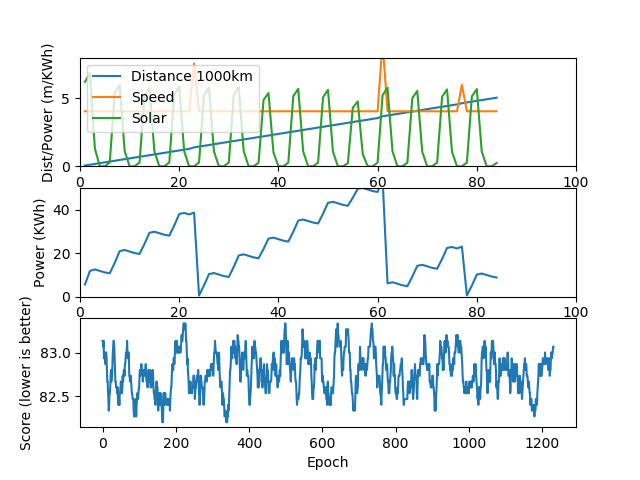 Dist/Power (m/KWh)
5
0
Distance 1000km
Speed
Solar
0 20 40 60 80 100
Power (KWh)
40
20
0
0 20 40 60 80 100
Score (lower is better)
83.0
82.5
0 200 400 600 800 1000 1200
Epoch